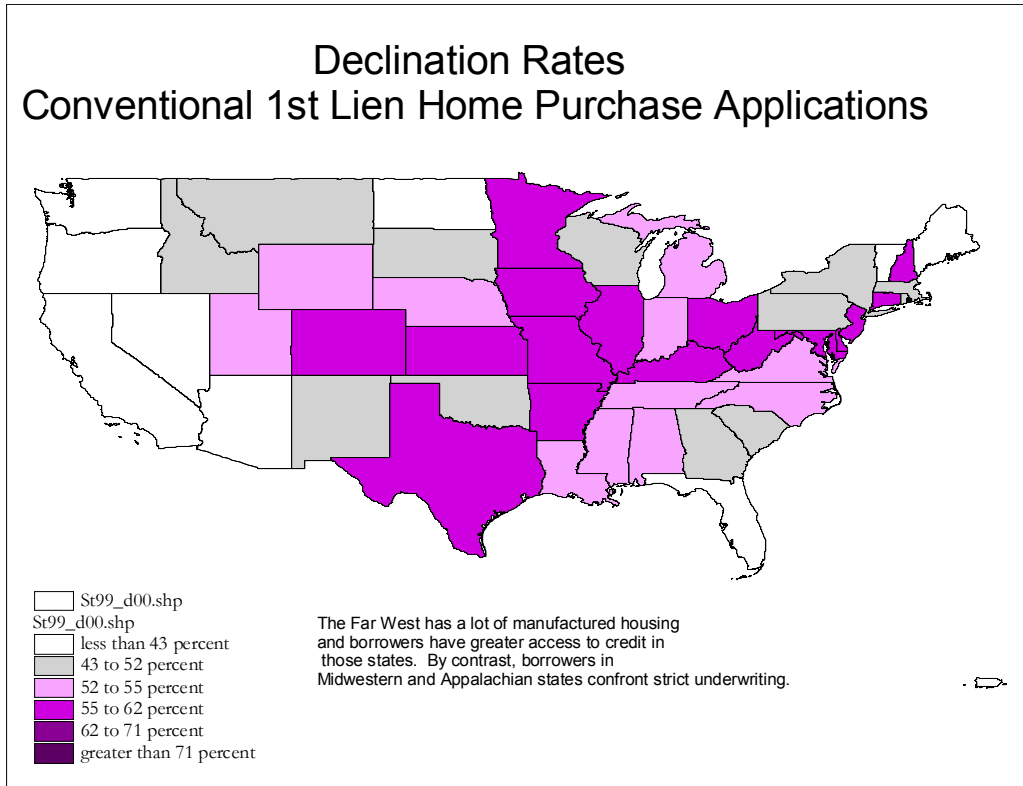 Declination Rates
Conventional 1st Lien Home Purchase Applications
St99_d00.shp
St99_d00.shp
less than 43 percent
43 to 52 percent
52 to 55 percent
55 to 62 percent
62 to 71 percent
greater than 71 percent
The Far West has a lot of manufactured housing
and borrowers have greater access to credit in
those states. By contrast, borrowers in
Midwestern and Appalachian states confront strict underwriting.